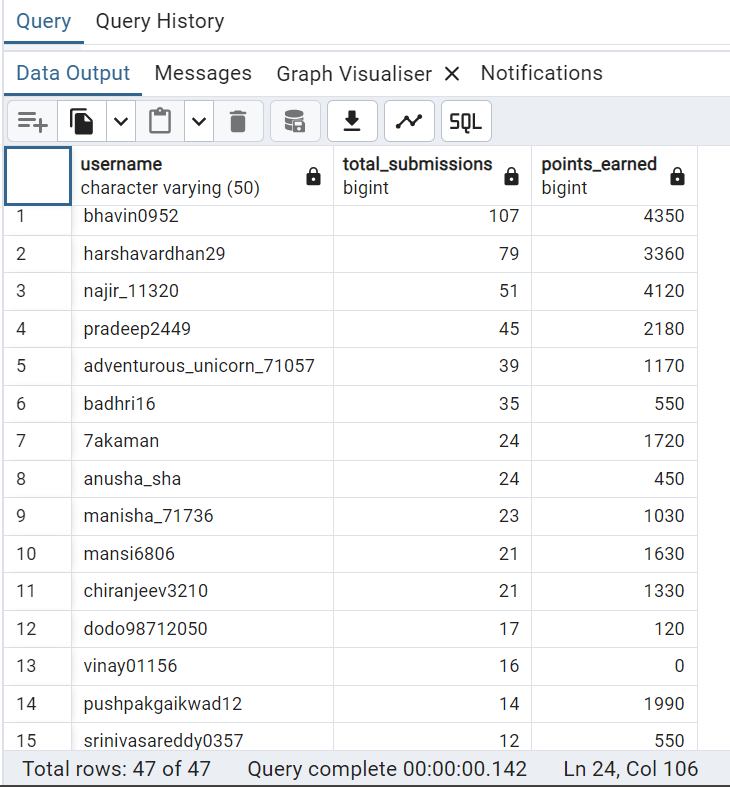 Query Query History
Data Output Messages Graph Visualiser Notifications
SQL
username total_submissions points_earned
character varying (50) bigint bigint
1 bhavin0952 107 4350
2 harshavardhan29 79 3360
3 najir_11320 51 4120
4 pradeep2449 45 2180
5 adventurous_unicorn_71057 39 1170
6 badhri16 35 550
7 7akaman 24 1720
8 anusha_sha 24 450
9 manisha_71736 23 1030
10 mansi6806 21 1630
11 chiranjeev3210 21 1330
12 dodo98712050 17 120
13 vinay01156 16 0
14 pushpakgaikwad12 14 1990
15 srinivasareddy0357 12 550
Total rows: 47 of 47 Query complete 00:00:00.142 Ln 24, Col 106